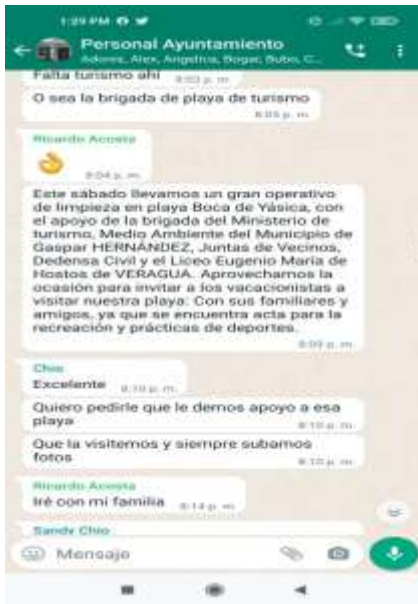 1:29 PM
Personal Ayuntamiento
Adores, Alex, Angelica, Bogar, Bubo, C...
Falta turismo ahí 8:03 p. m.
O sea la brigada de playa de turismo
8:03 p. m.
Ricardo Acosta
8:04 p. m.
Este sábado llevamos un gran operativo
de limpieza en playa Boca de Yásica, con
el apoyo de la brigada del Ministerio de
turismo, Medio Ambiente del Municipio de
Gaspar HERNÁNDEZ, Juntas de Vecinos,
Dedensa Civil y el Liceo Eugenio María de
Hostos de VERAGUA. Aprovechamos la
ocasión para invitar a los vacacionistas a
visitar nuestra playa: Con sus familiares y
amigos, ya que se encuentra acta para la
recreación y prácticas de deportes.
8:09 p. m.
Chio
Excelente 8:10 p. m.
Quiero pedirle que le demos apoyo a esa
playa
8:10 p. m.
Que la visitemos y siempre subamos
fotos
8:10 p. m.
Ricardo Acosta
Iré con mi familia 8:14 p. m.
Sandy Chio
Mensaje